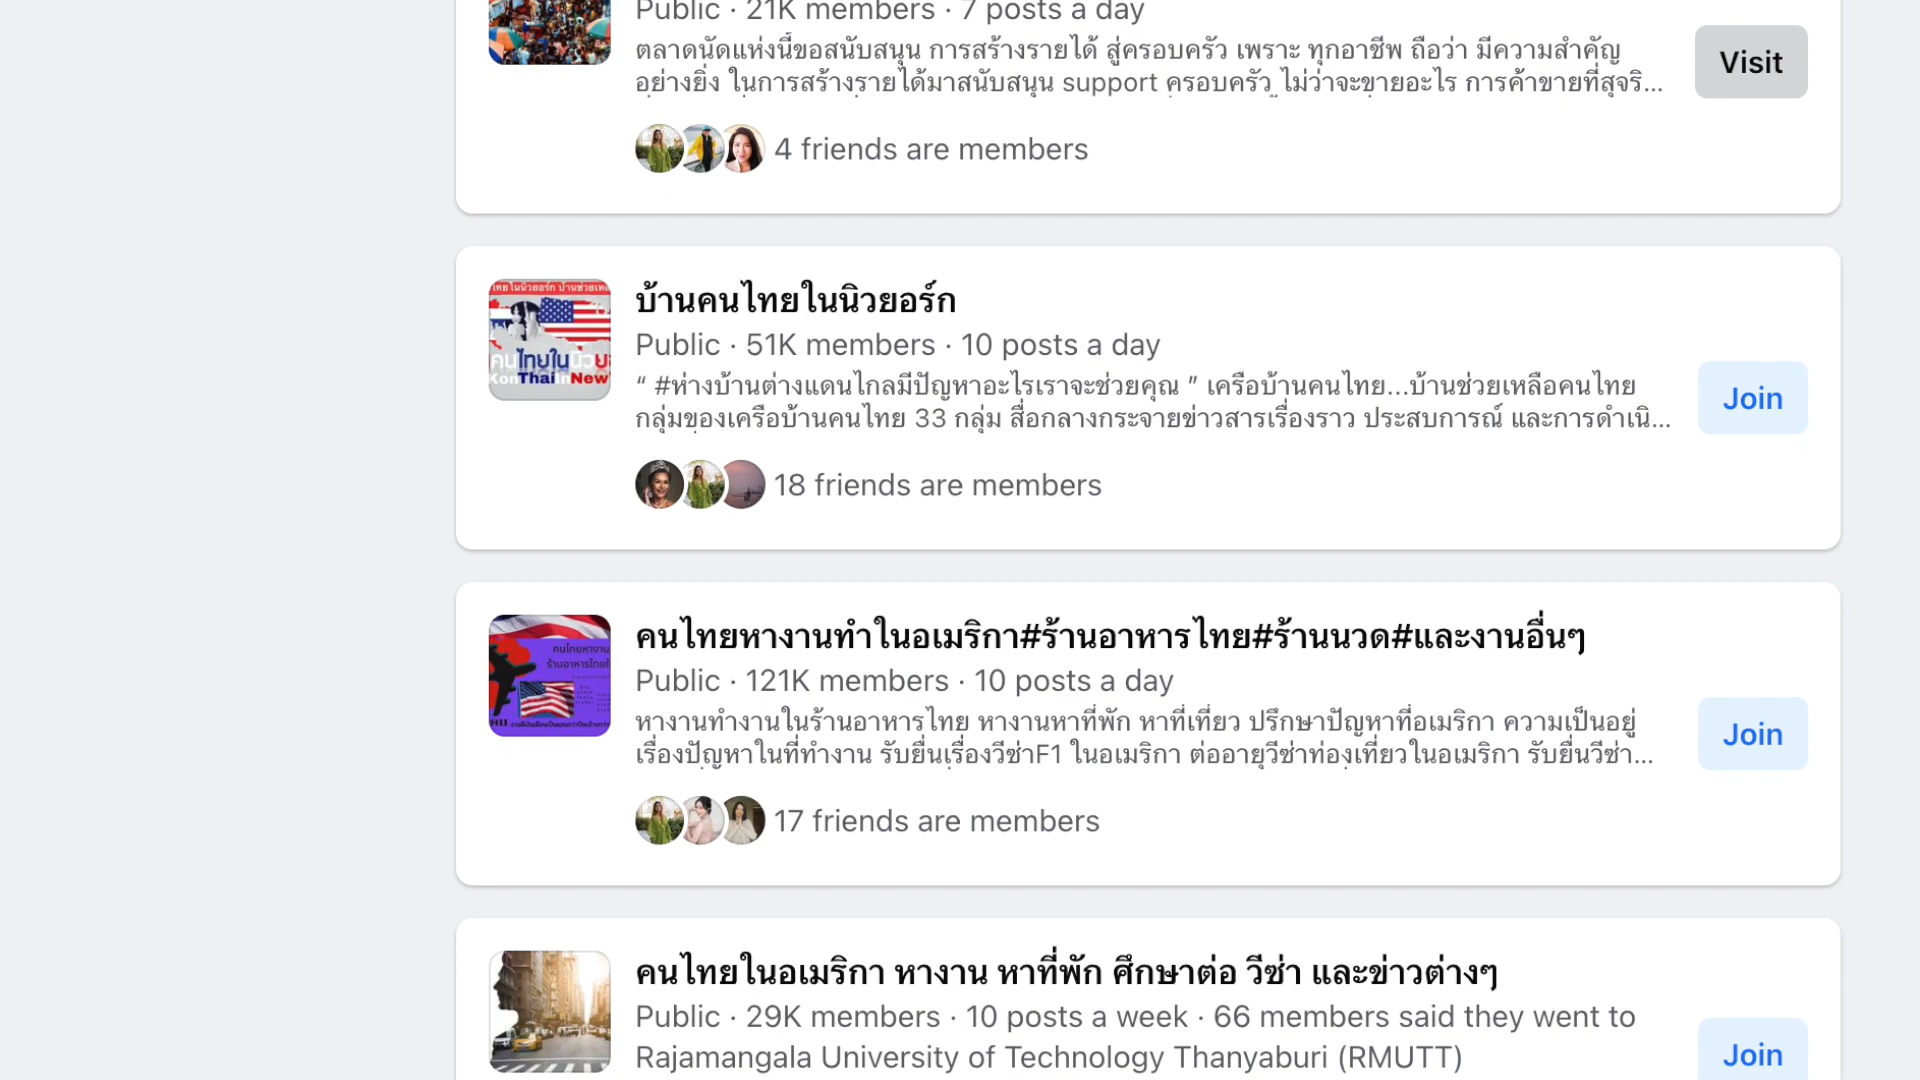 Public · 21K members · 7 posts a day
ตลาดนัดแห่งนี้ขอสนับสนุน การสร้างรายได้ สู่ครอบครัว เพราะ ทุกอาชีพ ถือว่า มีความสำคัญ
อย่างยิ่ง ในการสร้างรายได้มาสนับสนุน support ครอบครัว ไม่ว่าจะขายอะไร การค้าขายที่สุจริ...
Visit
4 friends are members
บ้านคนไทยในนิวยอร์ก
Public · 51K members · 10 posts a day
“ #ห่างบ้านต่างแดนไกลมีปัญหาอะไรเราจะช่วยคุณ ” เครือบ้านคนไทย...บ้านช่วยเหลือคนไทย
กลุ่มของเครือบ้านคนไทย 33 กลุ่ม สื่อกลางกระจายข่าวสารเรื่องราว ประสบการณ์ และการดำเนิ...
Join
18 friends are members
คนไทยหางานทำในอเมริกา#ร้านอาหารไทย#ร้านนวด#และงานอื่นๆ
Public · 121K members · 10 posts a day
หางานทำงานในร้านอาหารไทย หางานหาที่พัก หาที่เที่ยว ปรึกษาปัญหาที่อเมริกา ความเป็นอยู่
เรื่องปัญหาในที่ทำงาน รับยื่นเรื่องวีซ่าF1 ในอเมริกา ต่ออายุวีซ่าท่องเที่ยวในอเมริกา รับยื่นวีซ่า...
Join
17 friends are members
คนไทยในอเมริกา หางาน หาที่พัก ศึกษาต่อ วีซ่า และข่าวต่างๆ
Public · 29K members · 10 posts a week · 66 members said they went to
Rajamangala University of Technology Thanyaburi (RMUTT)
Join